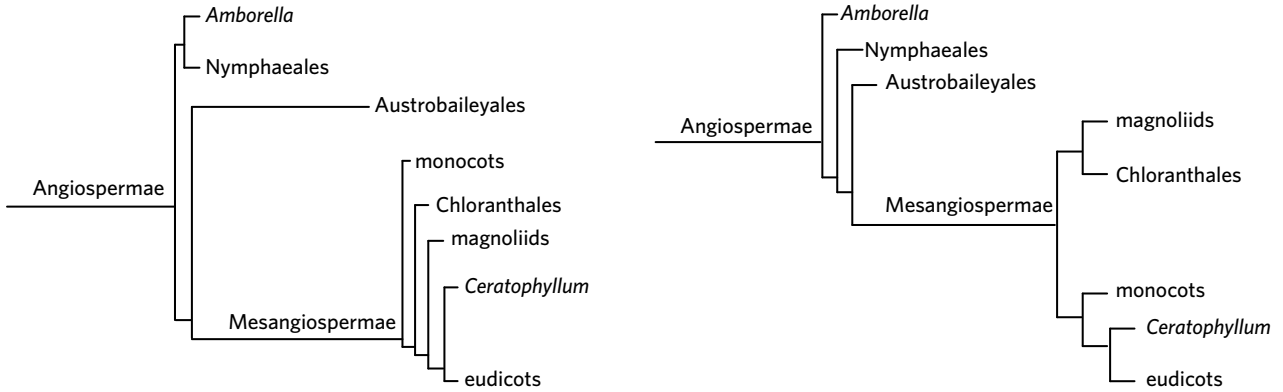 Amborella
Nymphaeales
Austrobaileyales
monocots
Angiospermae
Chloranthales
magnoliids
Ceratophyllum
Mesangiospermae
eudicots
Amborella
Nymphaeales
Austrobaileyales
Angiospermae
magnoliids
Chloranthales
Mesangiospermae
monocots
Ceratophyllum
eudicots